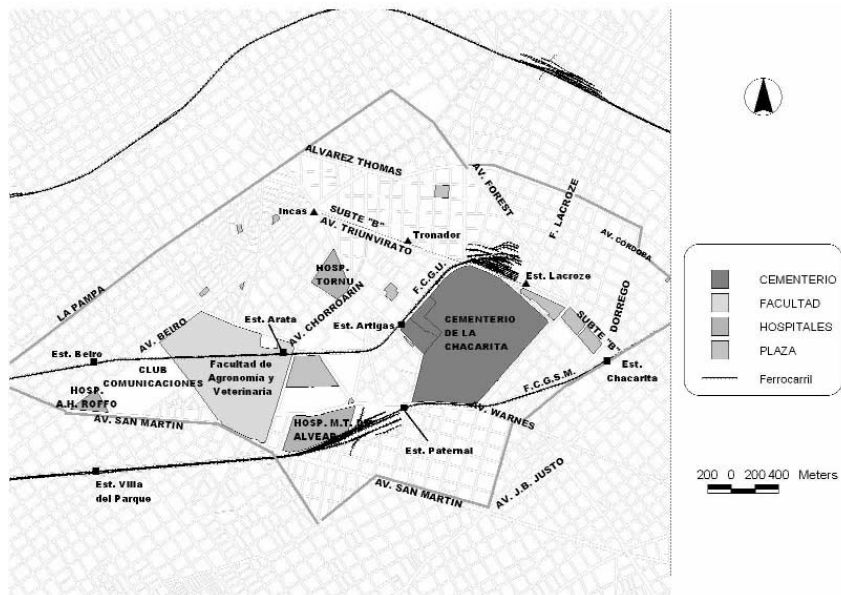 ALVAREZ THOMAS
AV. FOREST
F. LACROZE
AV. CORDOBA
Incas
SUBTE "B"
AV. TRIUNVIRATO
Tronador
HOSP.
TORNU
F.C.G.U.
Est. Lacroze
LA PAMPA
AV. BEIRO
Est. Arata
AV. CHORROARIN
Est. Artigas
CEMENTERIO
DE LA
CHACARITA
SUBTE "B"
DORREGO
Est. Beiro
CLUB
COMUNICACIONES
Facultad de
Agronomía y
Veterinaria
Est.
Chacarita
F.C.G.S.M.
HOSP.
A.H. ROFFO
AV. SAN MARTIN
HOSP. M.T. DE
ALVEAR
AV. WARNES
Est. Paternal
Est. Villa
del Parque
AV. SAN MARTIN
AV. J.B. JUSTO
CEMENTERIO
FACULTAD
HOSPITALES
PLAZA
Ferrocarril
200 0 200 400 Meters